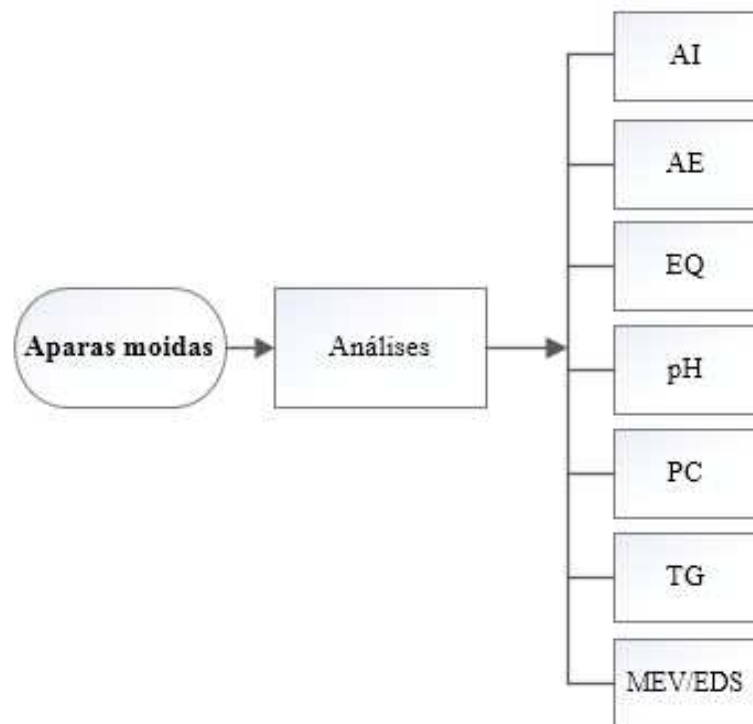 Aparas moidas
Análises
AI
AE
EQ
pH
PC
TG
MEV/EDS